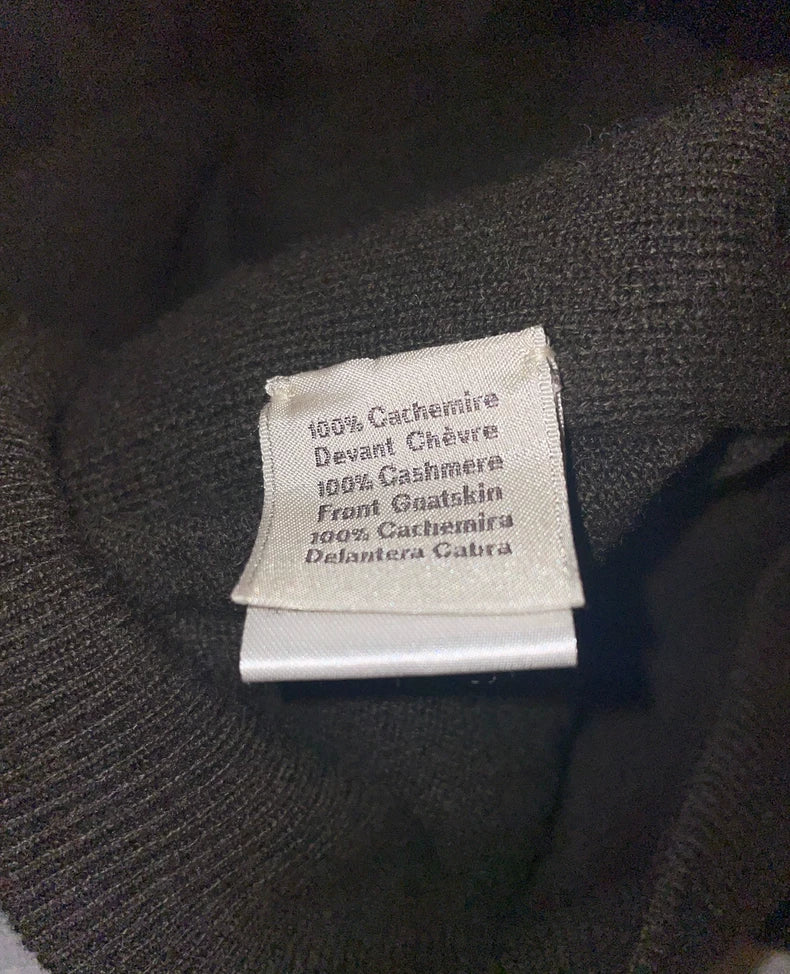 100% Cachemire
Devant Chèvre
100% Cashmere
Front Goatskin
100% Cachemira
Delantera Cabra